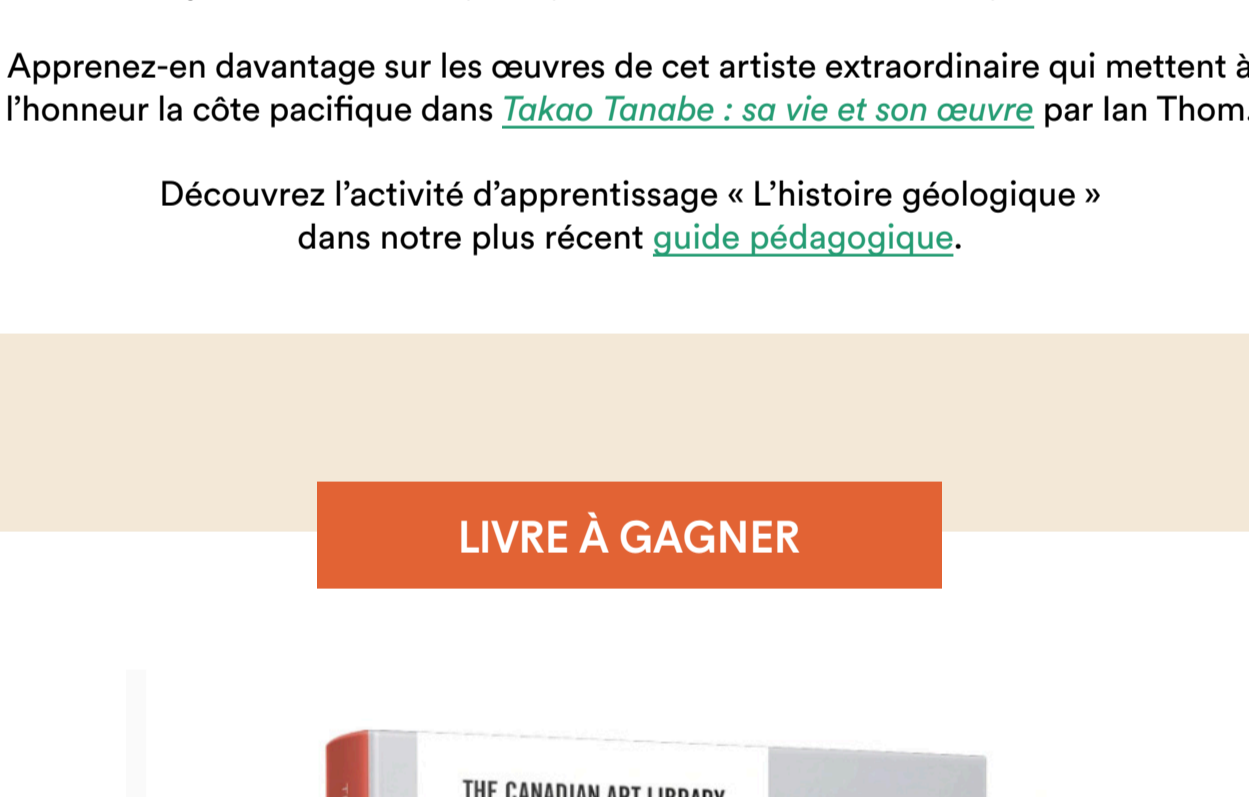 Apprenez-en davantage sur les œuvres de cet artiste extraordinaire qui mettent à
l’honneur la côte pacifique dans Takao Tanabe : sa vie et son œuvre par Ian Thom.
Découvrez l’activité d’apprentissage « L’histoire géologique »
dans notre plus récent guide pédagogique.
LIVRE À GAGNER
THE CANADIAN ART LIBRARY